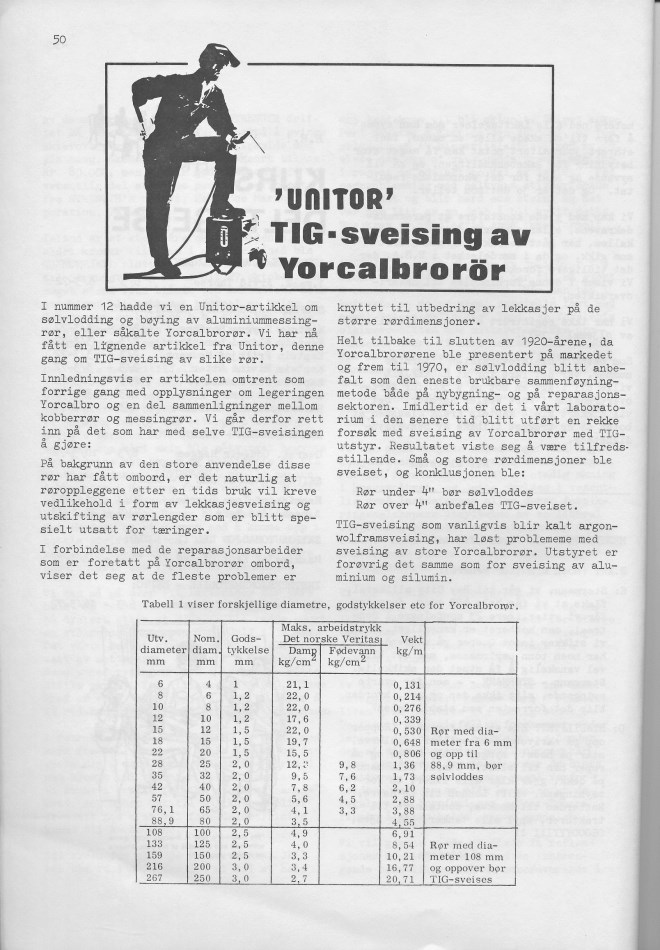 50
'UNITOR'
TIG-sveising av
Yorcalbrorör
I nummer 12 hadde vi en Unitor-artikkel om
sølvlodding og bøying av aluminiummessing-
rør, eller såkalte Yorcalbrorør. Vi har nå
fått en lignende artikkel fra Unitor, denne
gang om TIG-sveising av slike rør.
Innledningsvis er artikkelen omtrent som
forrige gang med opplysninger om legeringen
Yorcalbro og en del sammenligninger mellom
kobberrør og messingrør. Vi går derfor rett
inn på det som har med selve TIG-sveisingen
å gjøre:
På bakgrunn av den store anvendelse disse
rør har fått ombord, er det naturlig at
røroppleggene etter en tids bruk vil kreve
vedlikehold i form av lekkasjesveising og
utskifting av rørlengder som er blitt spe-
sielt utsatt for tæringer.
I forbindelse med de reparasjonsarbeider
som er foretatt på Yorcalbrorør ombord,
viser det seg at de fleste problemer er
knyttet til utbedring av lekkasjer på de
større rørdimensjoner.
Helt tilbake til slutten av 1920-årene, da
Yorcalbrorørene ble presentert på markedet
og frem til 1970, er sølvlodding blitt anbe-
falt som den eneste brukbare sammenføyning-
metode både på nybygning- og på reparasjons-
sektoren. Imidlertid er det i vårt laborato-
rium i den senere tid blitt utført en rekke
forsøk med sveising av Yorcalbrorør med TIG-
utstyr. Resultatet viste seg å være tilfreds-
stillende. Små og store rørdimensjoner ble
sveiset, og konklusjonen ble:
Rør under 4" bør sølvloddes
Rør over 4" anbefales TIG-sveiset.
TIG-sveising som vanligvis blir kalt argon-
wolframsveising, har løst problememe med
sveising av store Yorcalbrorør. Utstyret er
forøvrig det samme som for sveising av alu-
minium og silumin.
Tabell 1 viser forskjellige diametre, godstykkelser etc for Yorcalbrorør.
Maks. arbeidstrykk
Utv. Nom. Gods- Det norske Veritas Vekt
diameter diam. tykkelse Damp Fødevann kg/m
mm mm mm kg/cm2 kg/cm2
6 4 1 21,1 0,131
8 6 1,2 22,0 0,214
10 8 1,2 22,0 0,276
12 10 1,2 17,6 0,339
15 12 1,5 22,0 0,530 Rør med dia-
18 15 1,5 19,7 0,648 meter fra 6 mm
22 20 1,5 15,5 0,806 og opp til
28 25 2,0 9,8 1,36 88,9 mm, bør
35 32 2,0 9,5 7,6 1,73 sølvloddes
42 40 2,0 7,8 6,2 2,10
57 50 2,0 5,6 4,5 2,88
76,1 65 2,0 4,1 3,3 3,88
88,9 80 2,0 3,5 4,55
108 100 2,5 4,9 6,91
133 125 2,5 4,0 8,54 Rør med dia-
159 150 2,5 3,3 10,21 meter 108 mm
216 200 3,0 3,4 16,77 og oppover bør
267 250 3,0 2,7 20,71 TIG-sveises